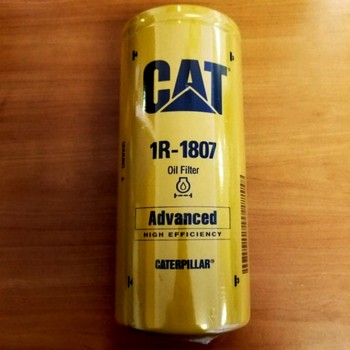 CAT
1R-1807
Oil Filter
Advanced
HIGH EFFICIENCY
CATERPILLAR®